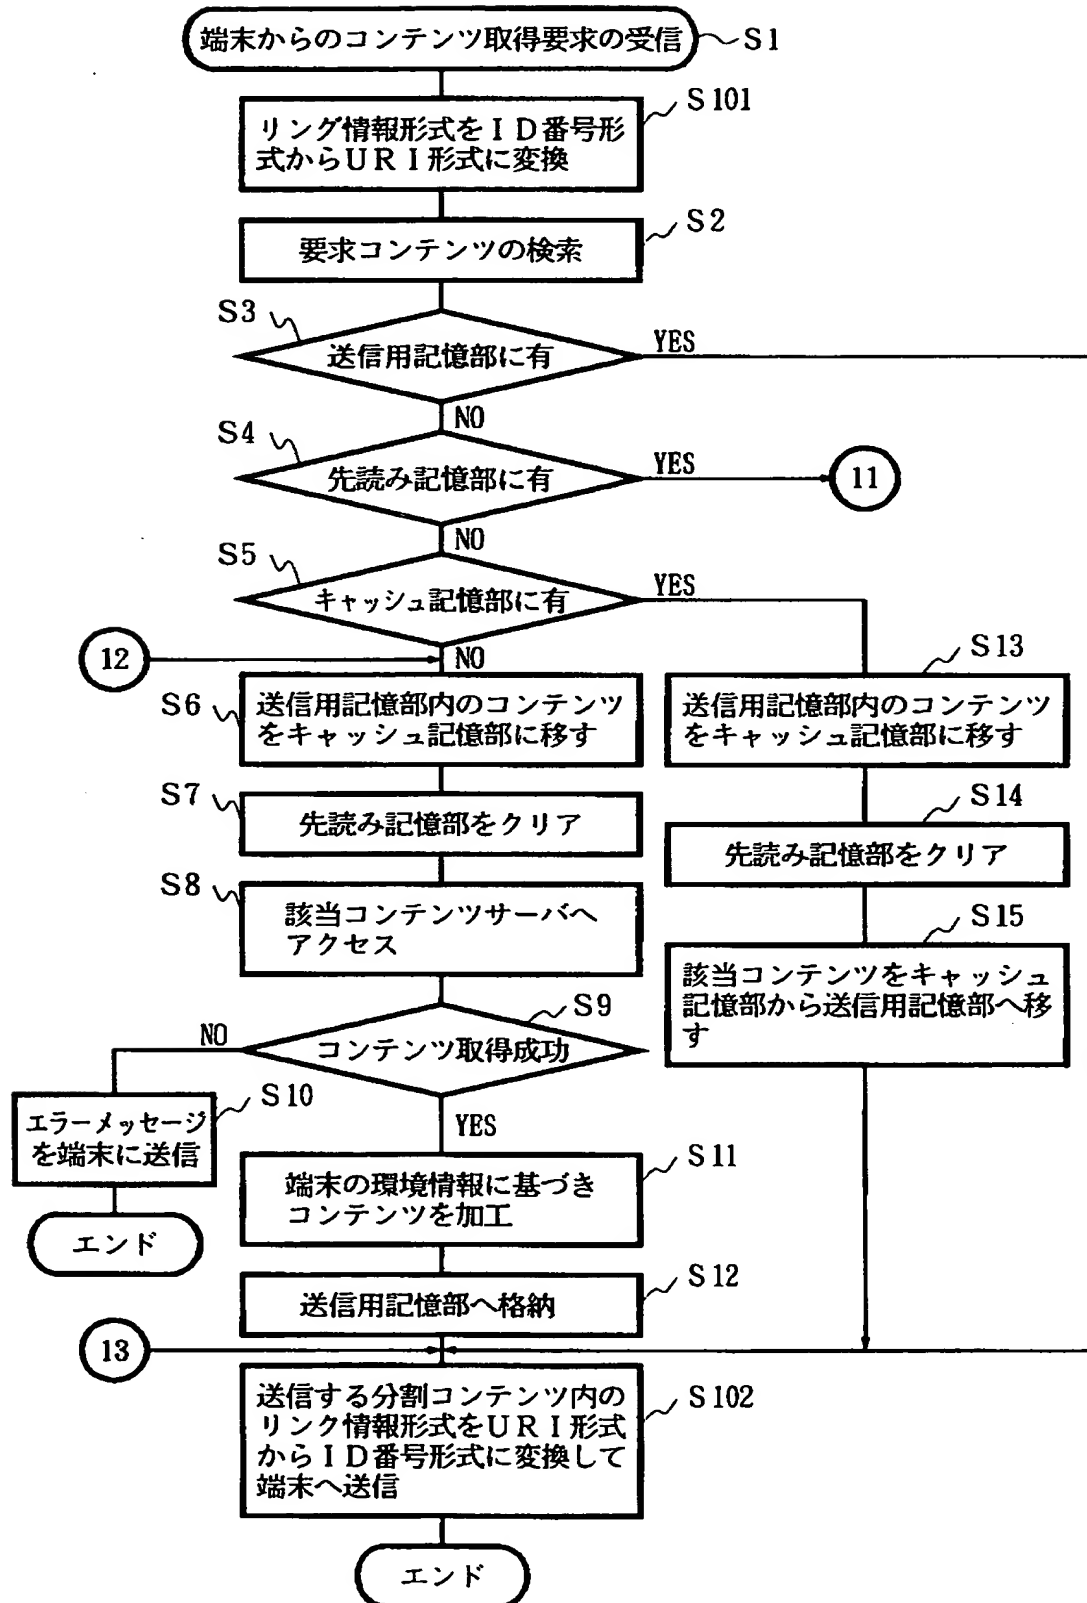 端末からのコンテンツ取得要求の受信
S1
S101
リング情報形式をＩＤ番号形
式からＵＲＩ形式に変換
S2
要求コンテンツの検索
S3
送信用記憶部に有
YES
NO
S4
先読み記憶部に有
YES
11
NO
S5
キャッシュ記憶部に有
YES
12
NO
S6
送信用記憶部内のコンテンツ
をキャッシュ記憶部に移す
S13
送信用記憶部内のコンテンツ
をキャッシュ記憶部に移す
S7
先読み記憶部をクリア
S14
先読み記憶部をクリア
S8
該当コンテンツサーバへ
アクセス
S15
該当コンテンツをキャッシュ
記憶部から送信用記憶部へ移
す
S9
コンテンツ取得成功
NO
YES
S10
エラーメッセージ
を端末に送信
エンド
S11
端末の環境情報に基づき
コンテンツを加工
S12
送信用記憶部へ格納
13
S102
送信する分割コンテンツ内の
リンク情報形式をＵＲＩ形式
からＩＤ番号形式に変換して
端末へ送信
エンド